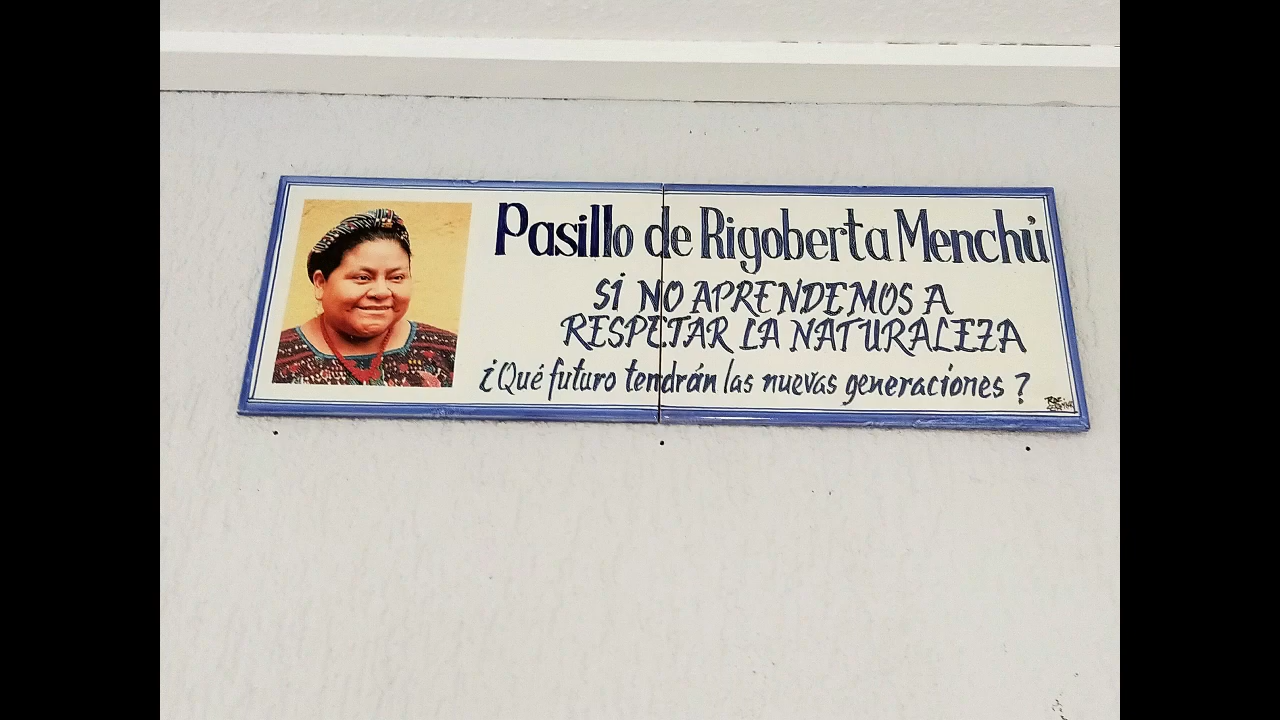 Pasillo de Rigoberta Menchú
SI NO APRENDEMOS A
RESPETAR LA NATURALEZA
¿Qué futuro tendrán las nuevas generaciones?